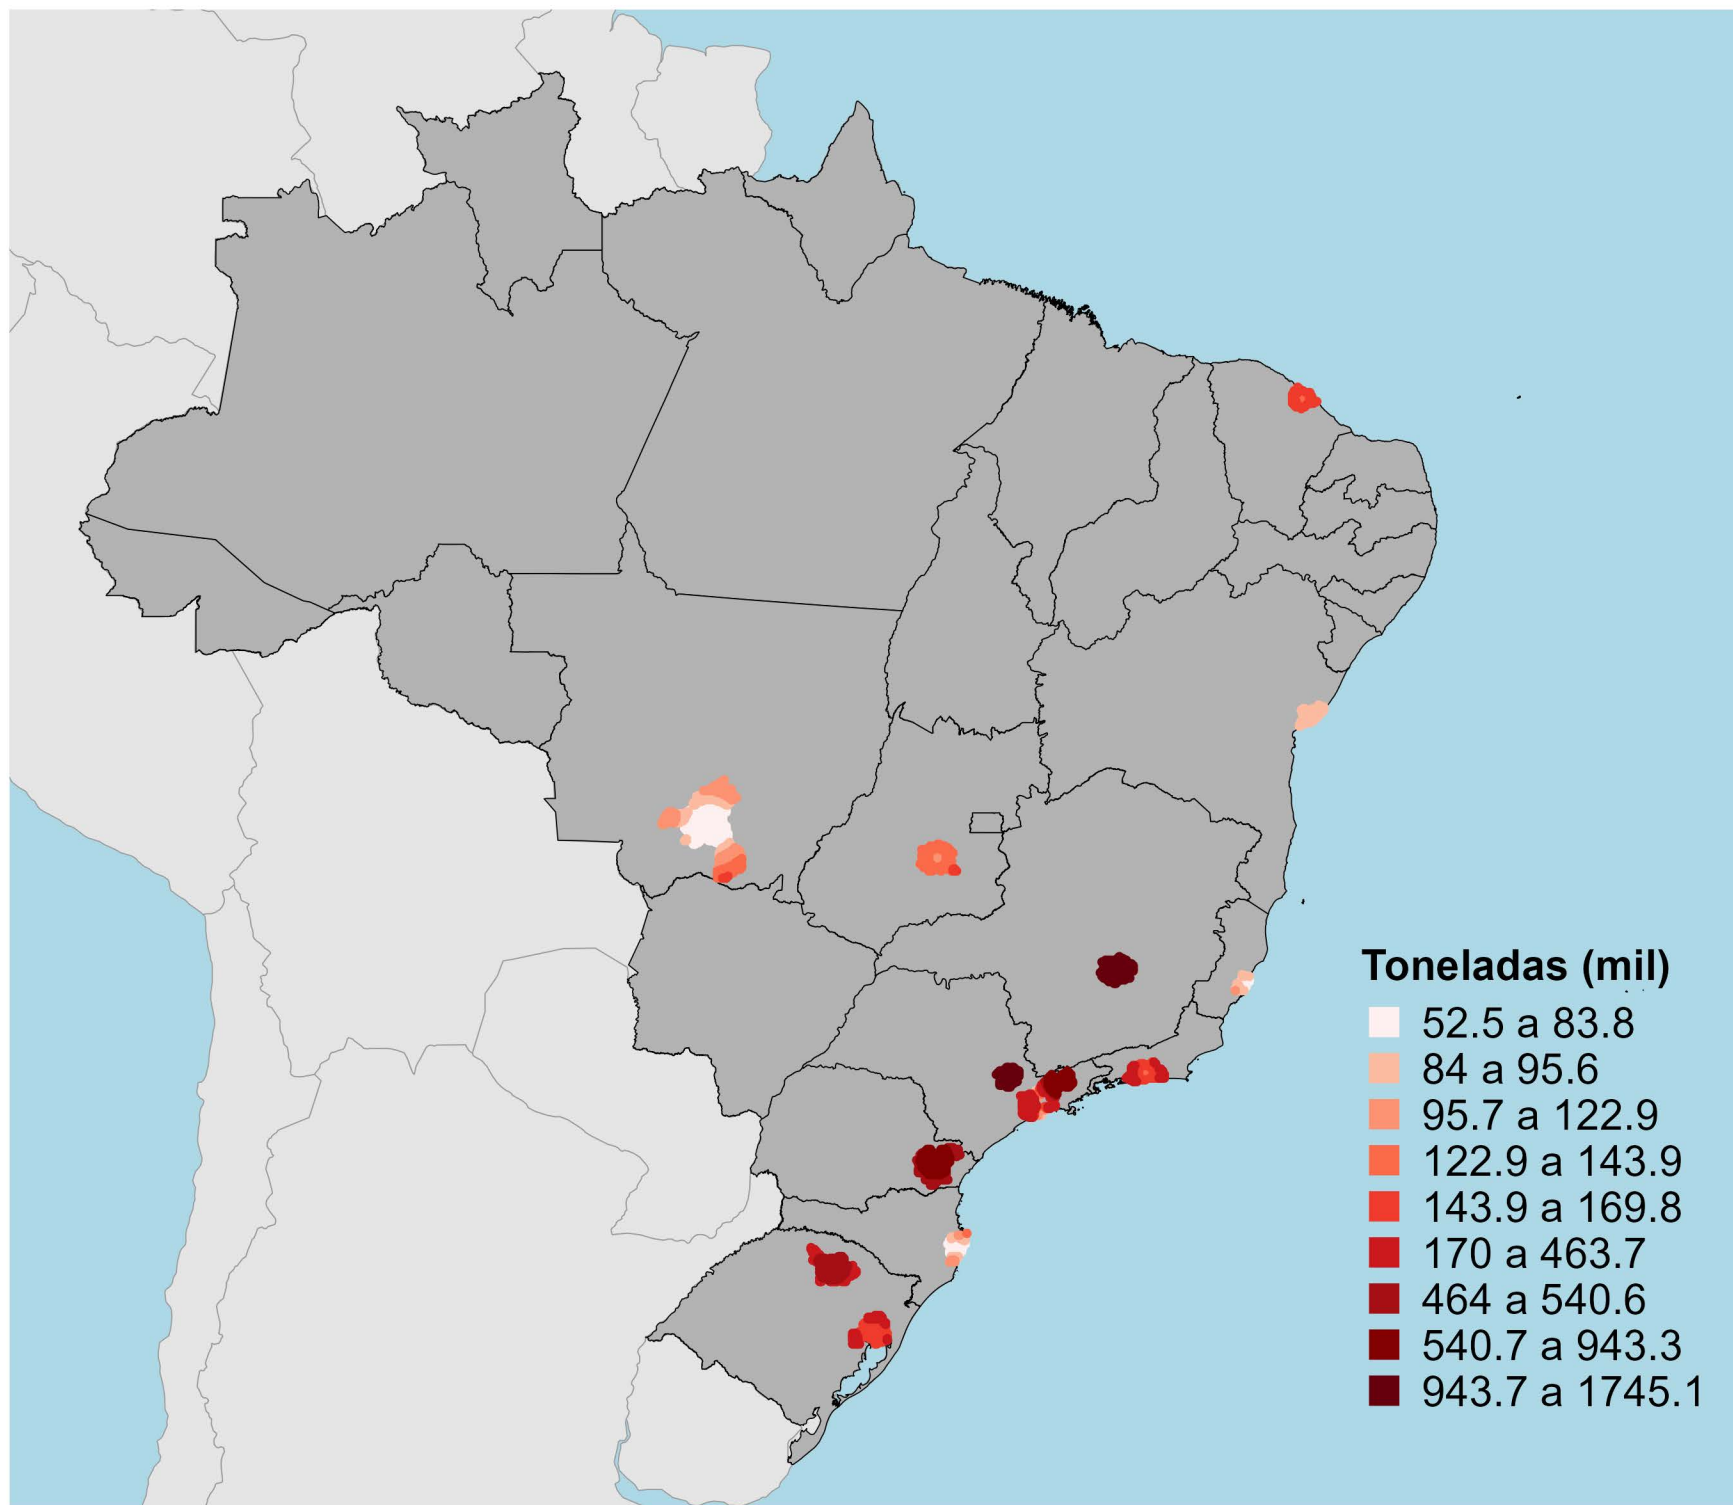 Toneladas (mil)
52.5 a 83.8
84 a 95.6
95.7 a 122.9
122.9 a 143.9
143.9 a 169.8
170 a 463.7
464 a 540.6
540.7 a 943.3
943.7 a 1745.1